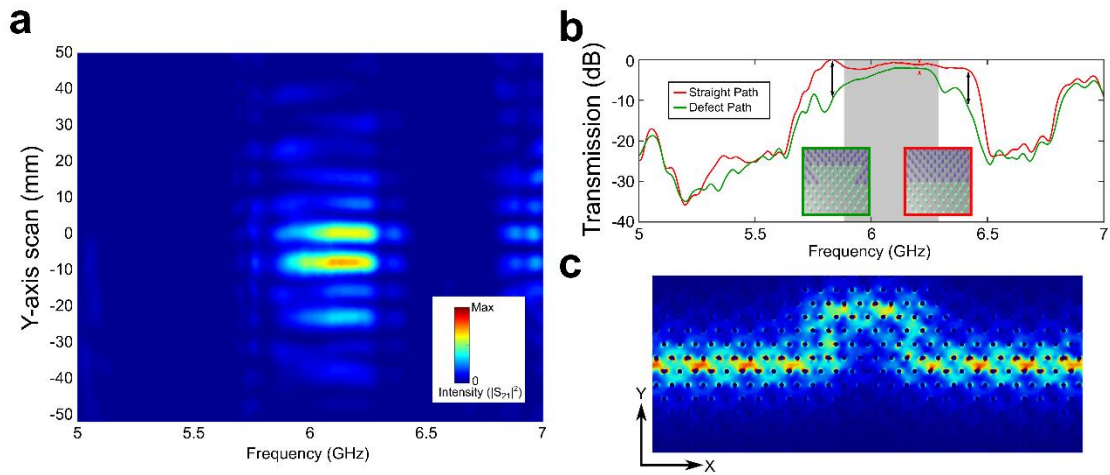 a
Y-axis scan (mm)
50
40
30
20
10
0
-10
-20
-30
-40
-50
5
5.5
6
6.5
7
Frequency (GHz)
Max
0
Intensity (|S21|²)
b
Transmission (dB)
0
-10
-20
-30
-40
Straight Path
Defect Path
5
5.5
6
6.5
7
Frequency (GHz)
c
Y
X